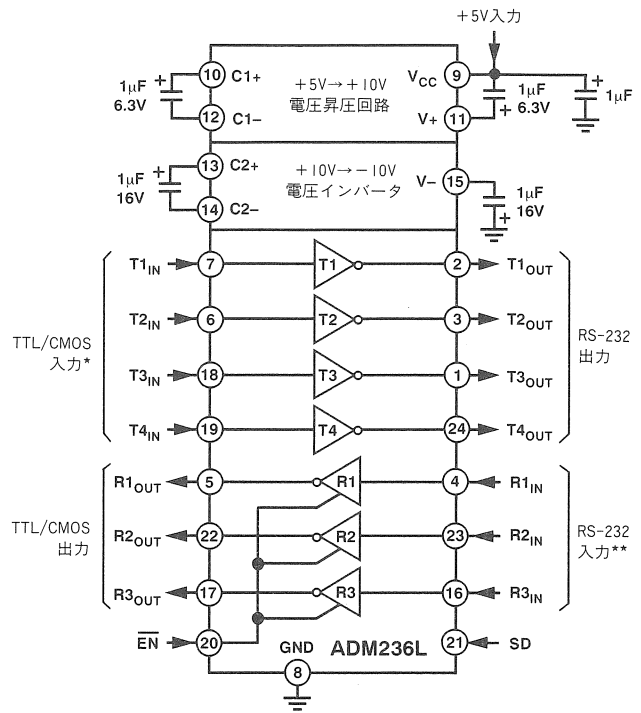 +5V入力
10 C1+
+5V→+10V
電圧昇圧回路
VCC 9
1μF
6.3V
12 C1−
V+ 11
1μF
6.3V
1μF
13 C2+
+10V→−10V
電圧インバータ
V− 15
1μF
16V
14 C2−
1μF
16V
T1IN 7 T1 2 T1OUT
T2IN 6 T2 3 T2OUT
TTL/CMOS
入力*
RS-232
出力
T3IN 18 T3 1 T3OUT
T4IN 19 T4 24 T4OUT
R1OUT 5 R1 4 R1IN
TTL/CMOS
出力
R2OUT 22 R2 23 R2IN
RS-232
入力**
R3OUT 17 R3 16 R3IN
EN 20
GND
8
ADM236L
21 SD